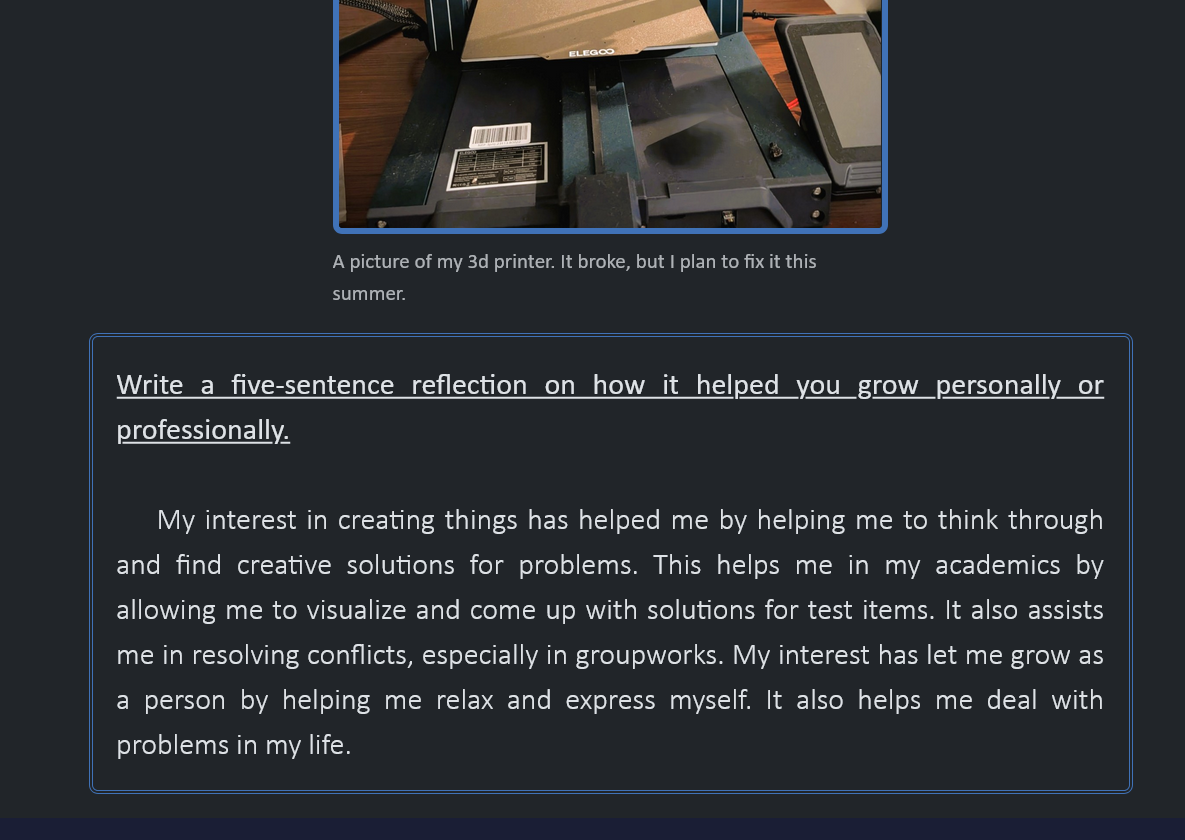 ELEGOO
A picture of my 3d printer. It broke, but I plan to fix it this
summer.
Write a five-sentence reflection on how it helped you grow personally or
professionally.
My interest in creating things has helped me by helping me to think through
and find creative solutions for problems. This helps me in my academics by
allowing me to visualize and come up with solutions for test items. It also assists
me in resolving conflicts, especially in groupworks. My interest has let me grow as
a person by helping me relax and express myself. It also helps me deal with
problems in my life.